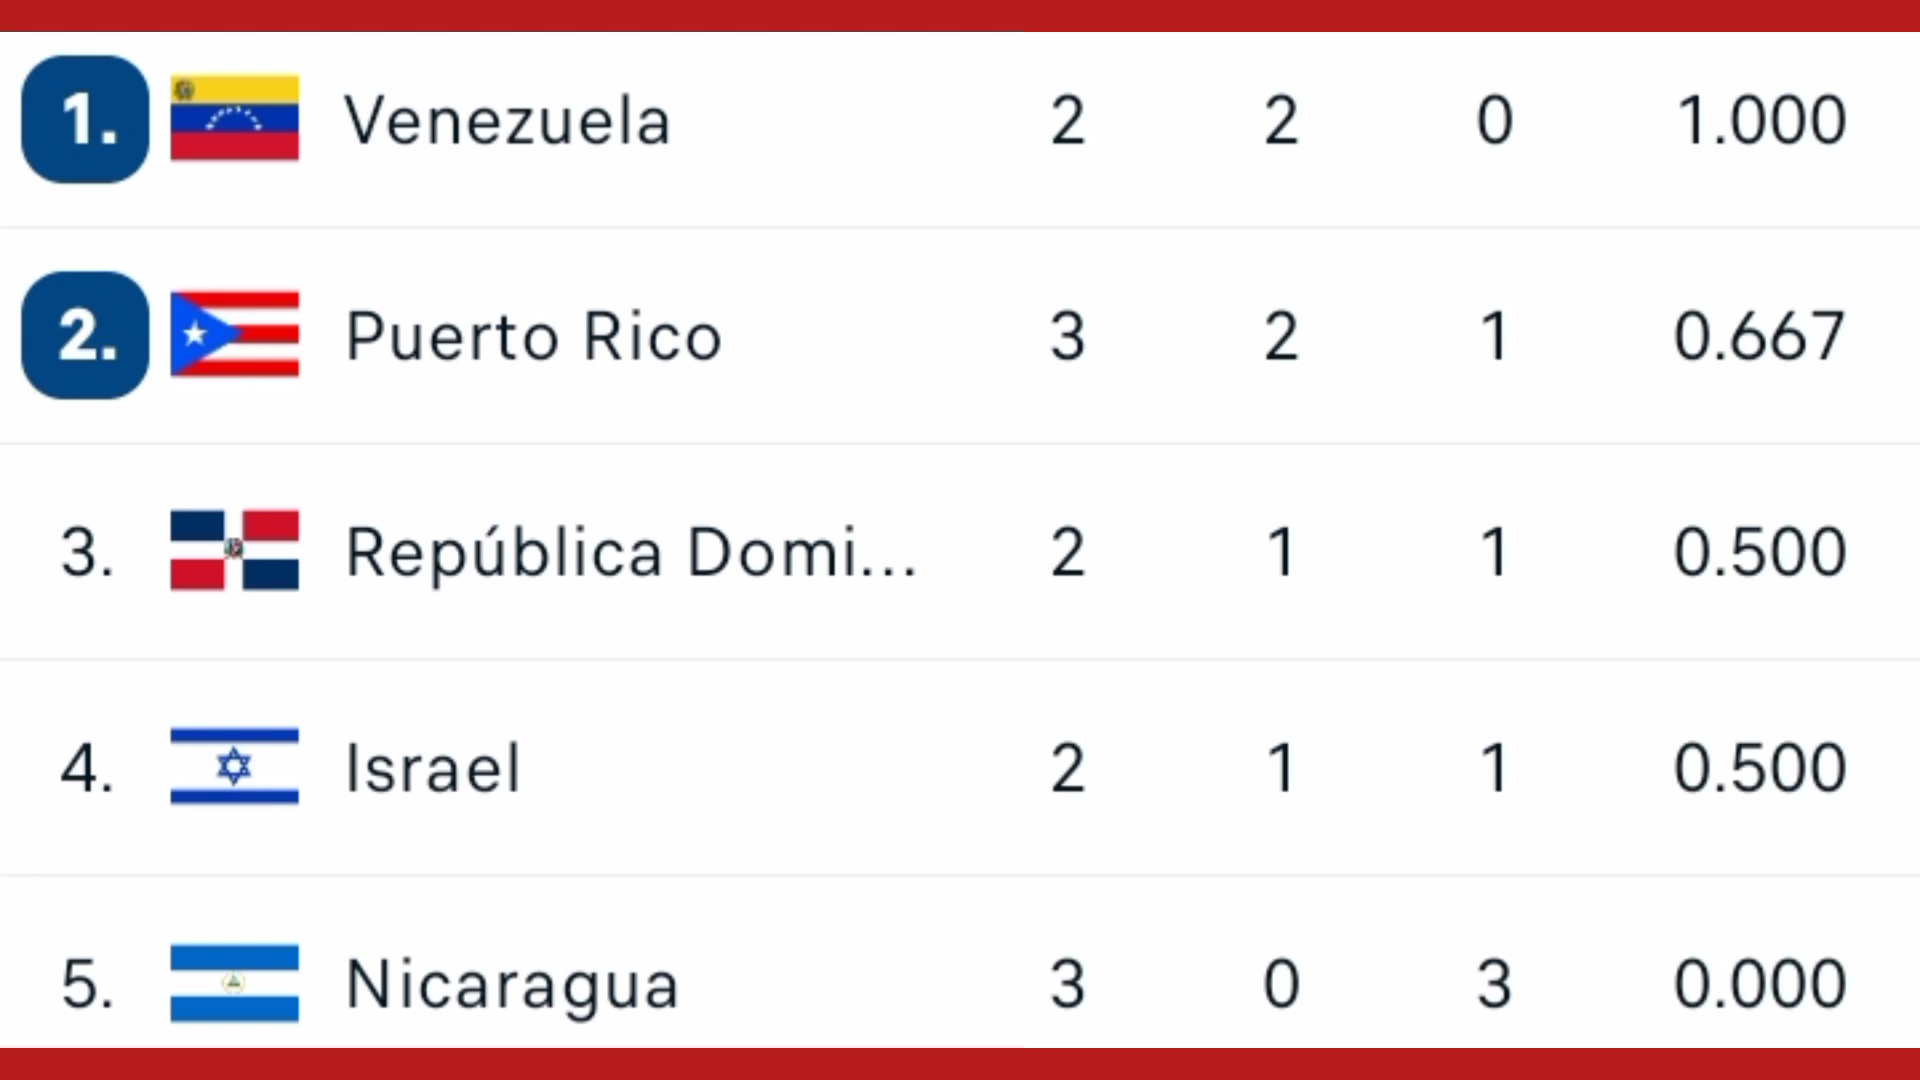 1. Venezuela 2 2 0 1.000
2. Puerto Rico 3 2 1 0.667
3. República Domi... 2 1 1 0.500
4. Israel 2 1 1 0.500
5. Nicaragua 3 0 3 0.000